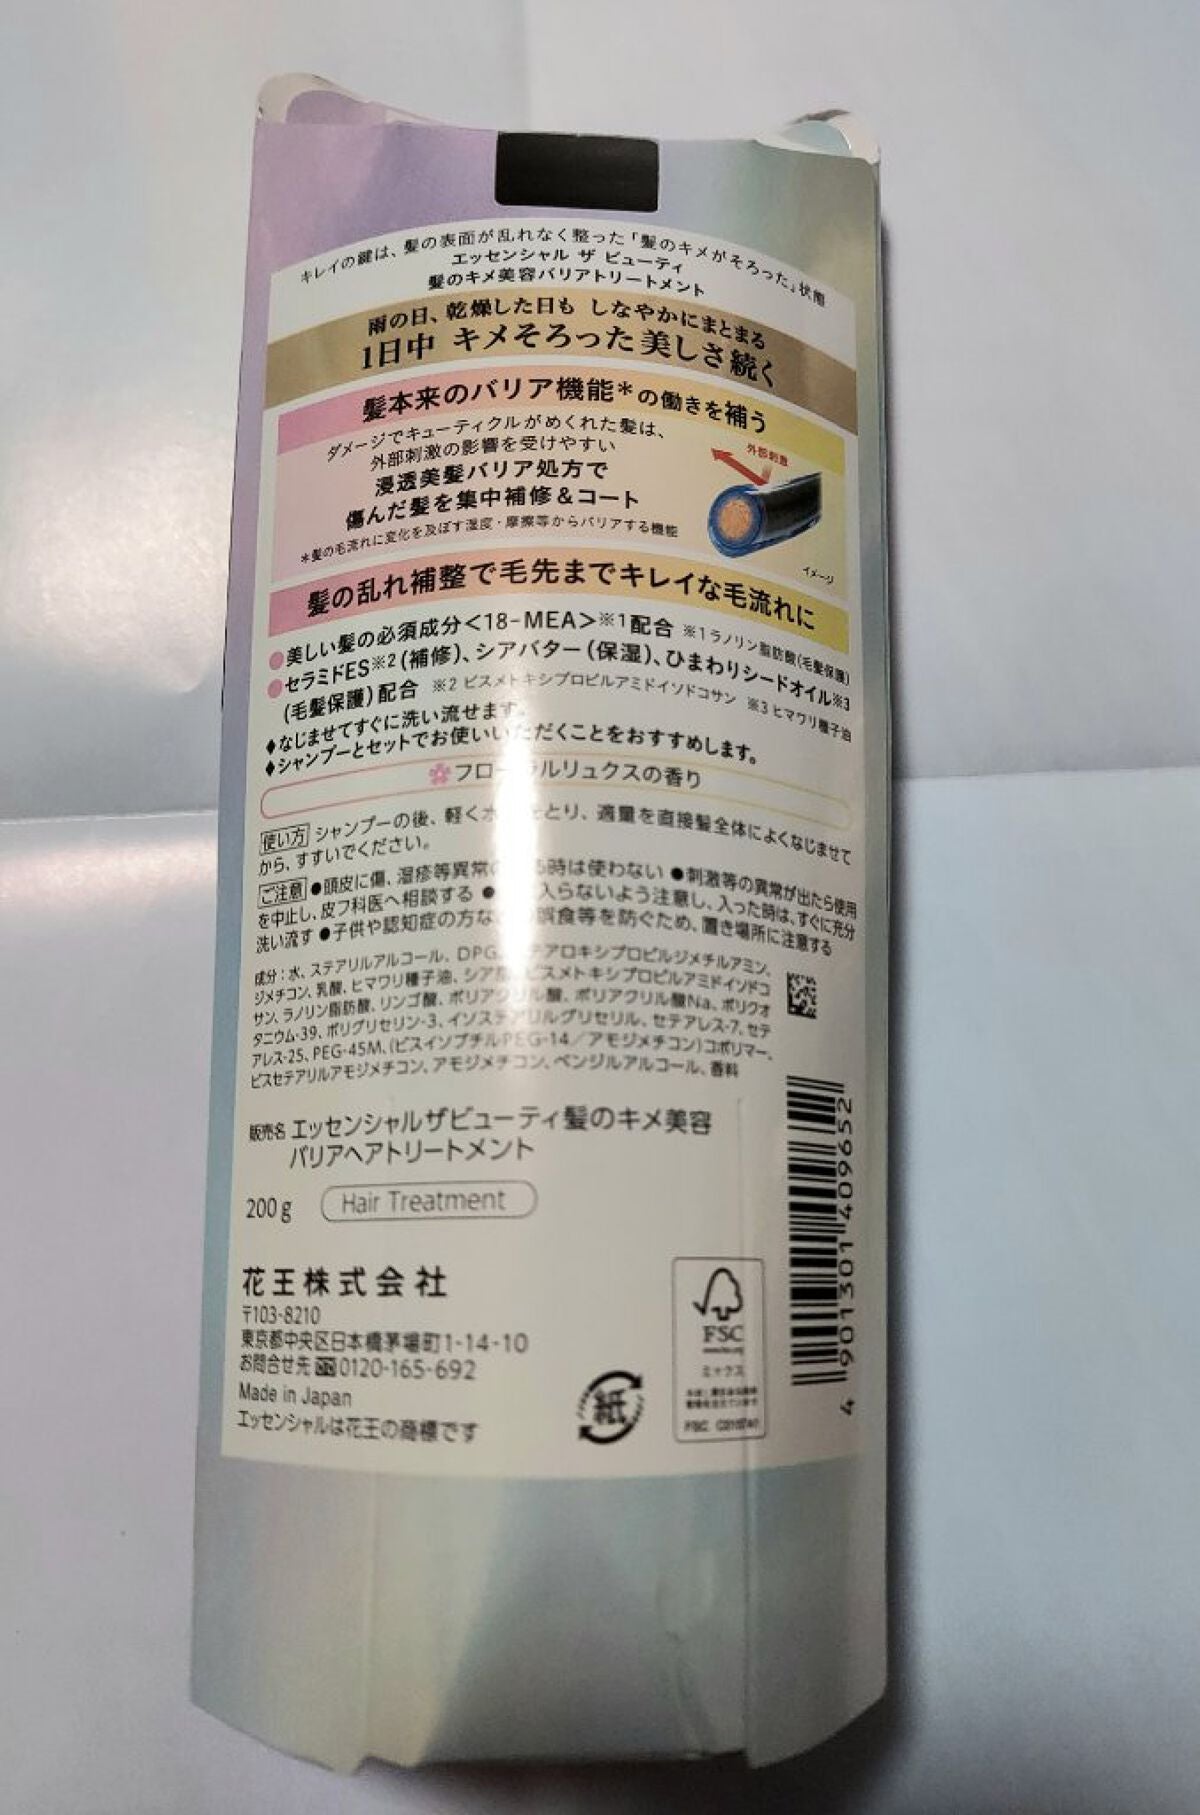 キレイの鍵は、髪の表面が乱れなく整った「髪のキメがそろった」状態
エッセンシャル ザ ビューティ
髪のキメ美容バリアトリートメント
雨の日、乾燥した日も しなやかにまとまる
1日中 キメそろった美しさ続く
髪本来のバリア機能*の働きを補う
ダメージでキューティクルがめくれた髪は、
外部刺激の影響を受けやすい
浸透美髪バリア処方で
傷んだ髪を集中補修&コート
*髪の毛流れに変化を及ぼす湿度・摩擦等からバリアする機能
外部刺激
イメージ
髪の乱れ補整で毛先までキレイな毛流れに
●美しい髪の必須成分<18-MEA>※1配合 ※1ラノリン脂肪酸(毛髪保護)
●セラミドES※2(補修)、シアバター(保湿)、ひまわりシードオイル※3
(毛髪保護)配合 ※2 ビスメトキシプロピルアミドイソドコサン ※3ヒマワリ種子油
◆なじませてすぐに洗い流せます。
◆シャンプーとセットでお使いいただくことをおすすめします。
フローラルリュクスの香り
使い方 シャンプーの後、軽く水をとり、適量を直接髪全体によくなじませて
から、すすいでください。
ご注意 ●頭皮に傷、湿疹等異常の 時は使わない ●刺激等の異常が出たら使用
を中止し、皮フ科医へ相談する ● 入らないよう注意し、入った時は、すぐに充分
洗い流す ●子供や認知症の方な 誤食等を防ぐため、置き場所に注意する
成分:水、ステアリルアルコール、DPG、 アロキシプロピルジメチルアミン、
ジメチコン、乳酸、ヒマワリ種子油、シア脂、ビスメトキシプロピルアミドイソドコ
サン、ラノリン脂肪酸、リンゴ酸、ポリアクリル酸、ポリアクリル酸Na、ポリクオ
タニウム-39、ポリグリセリン-3、イソステアリルグリセリル、セテアレス-7、セテ
アレス-25、PEG-45M、(ビスイソブチルPEG-14/アモジメチコン)コポリマー、
ビスセテアリルアモジメチコン、アモジメチコン、ベンジルアルコール、香料
販売名 エッセンシャルザビューティ髪のキメ美容
バリアヘアトリートメント
200g Hair Treatment
花王株式会社
〒103-8210
東京都中央区日本橋茅場町1-14-10
お問合せ先 0120-165-692
Made in Japan
エッセンシャルは花王の商標です
紙
FSC
ミックス
4 901301 409652